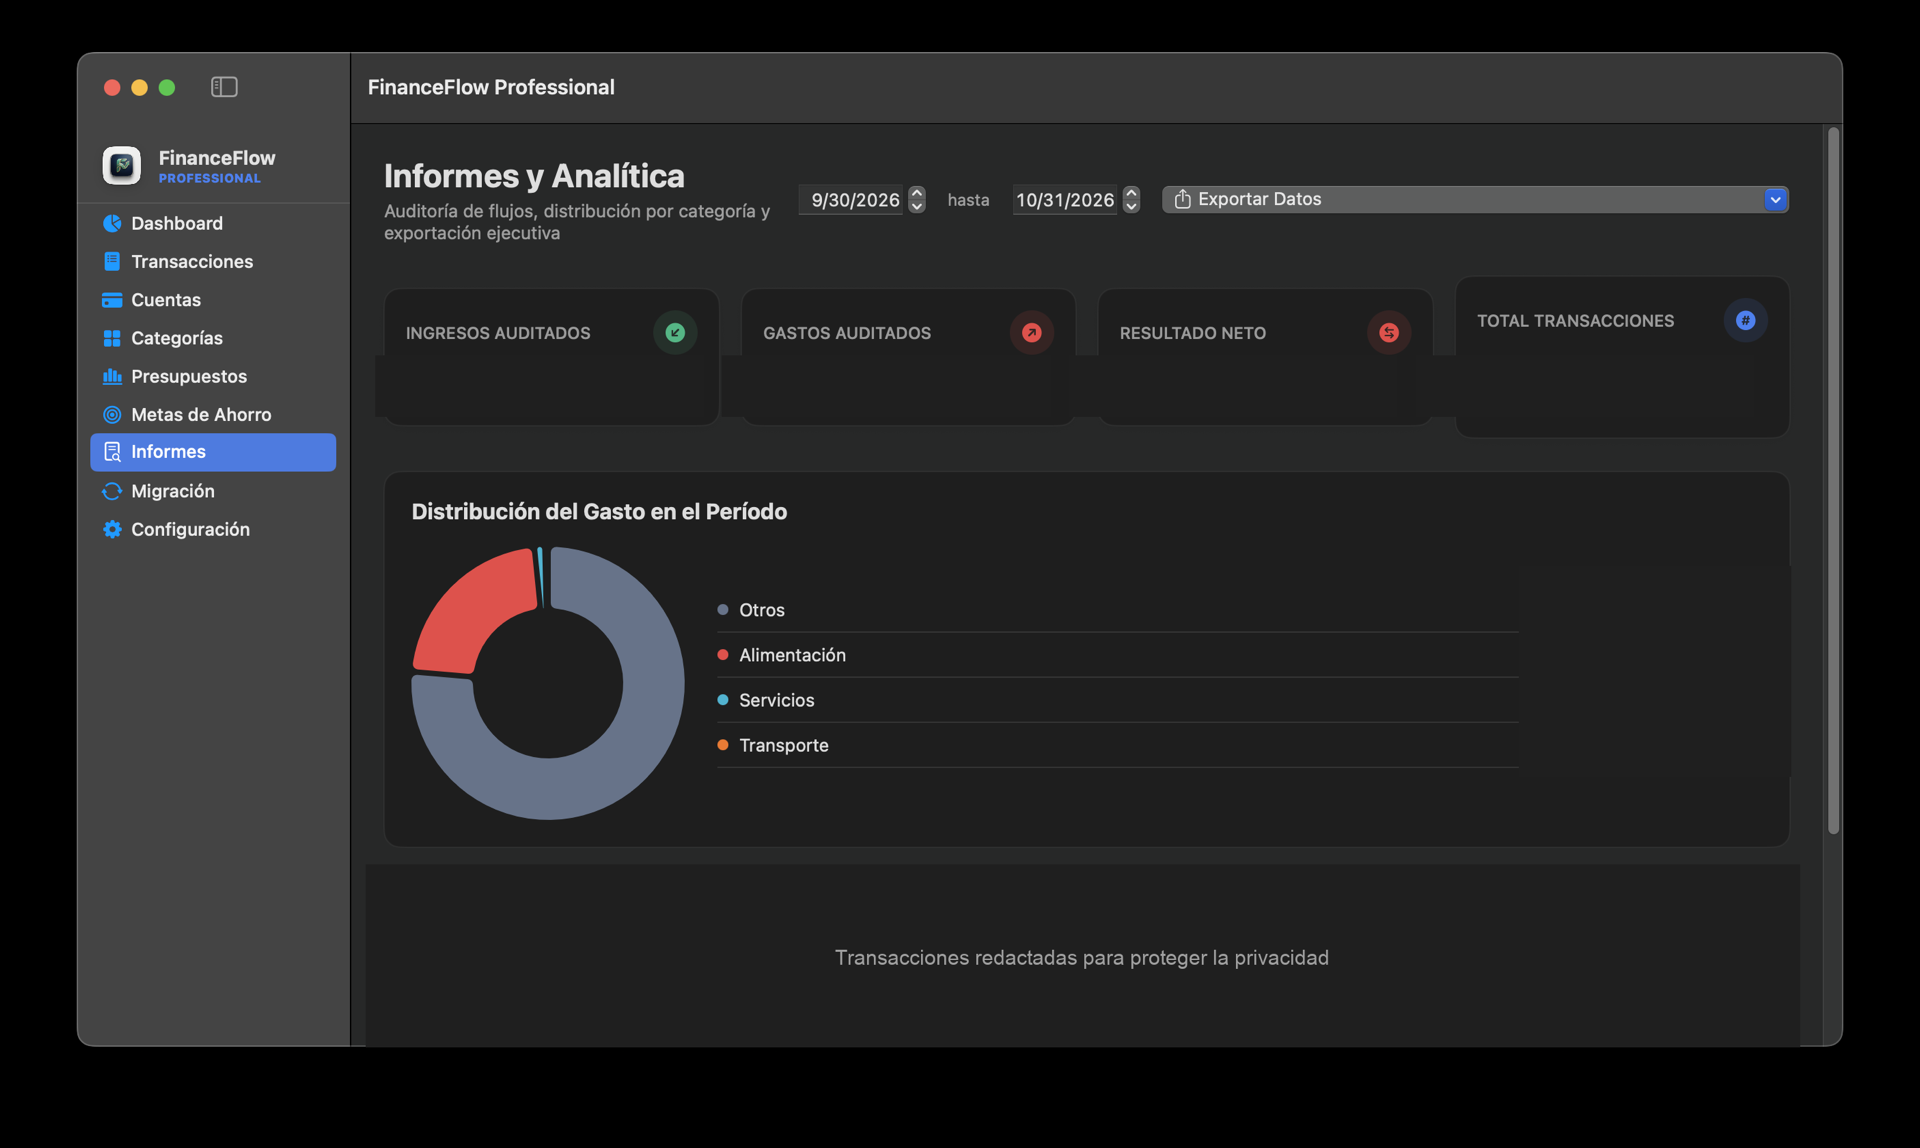 FinanceFlow Professional
FinanceFlow
PROFESSIONAL
Dashboard
Transacciones
Cuentas
Categorías
Presupuestos
Metas de Ahorro
Informes
Migración
Configuración
Informes y Analítica
Auditoría de flujos, distribución por categoría y
exportación ejecutiva
9/30/2026 hasta 10/31/2026 Exportar Datos
INGRESOS AUDITADOS
GASTOS AUDITADOS
RESULTADO NETO
TOTAL TRANSACCIONES #
Distribución del Gasto en el Período
Otros
Alimentación
Servicios
Transporte
Transacciones redactadas para proteger la privacidad